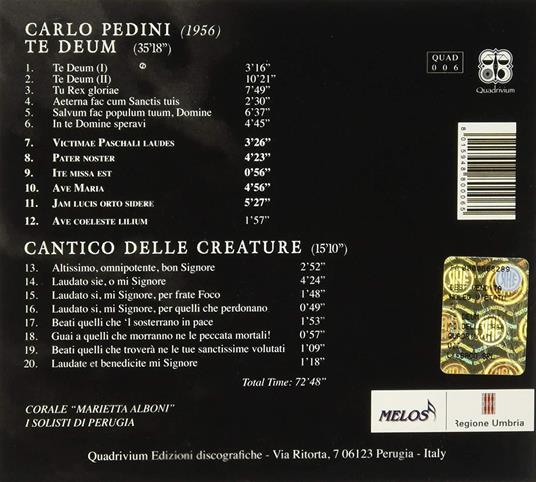 CARLO PEDINI (1956)
TE DEUM (35'18")
1. Te Deum (I) 3'16"
2. Te Deum (II) 10'21"
3. Tu Rex gloriae 7'49"
4. Aeterna fac cum Sanctis tuis 2'30"
5. Salvum fac populum tuum, Domine 6'37"
6. In te Domine speravi 4'45"
7. VICTIMAE PASCHALI LAUDES 3'26"
8. PATER NOSTER 4'23"
9. ITE MISSA EST 0'56"
10. AVE MARIA 4'56"
11. JAM LUCIS ORTO SIDERE 5'27"
12. AVE COELESTE LILIUM 1'57"
CANTICO DELLE CREATURE (15'10")
13. Altissimo, omnipotente, bon Signore 2'52"
14. Laudato sie, o mi Signore 4'24"
15. Laudato si, mi Signore, per frate Foco 1'48"
16. Laudato si, mi Signore, per quelli che perdonano 0'49"
17. Beati quelli che 'l sosterrano in pace 1'53"
18. Guai a quelli che morranno ne le peccata mortali! 0'57"
19. Beati quelli che troverà ne le tue sanctissime volutati 1'09"
20. Laudate et benedicite mi Signore 1'18"
Total Time: 72'48"
CORALE "MARIETTA ALBONI"
I SOLISTI DI PERUGIA
QUAD
006
Quadrivium
8015948800065
MELOS
Regione Umbria
Quadrivium Edizioni discografiche - Via Ritorta, 7 06123 Perugia - Italy